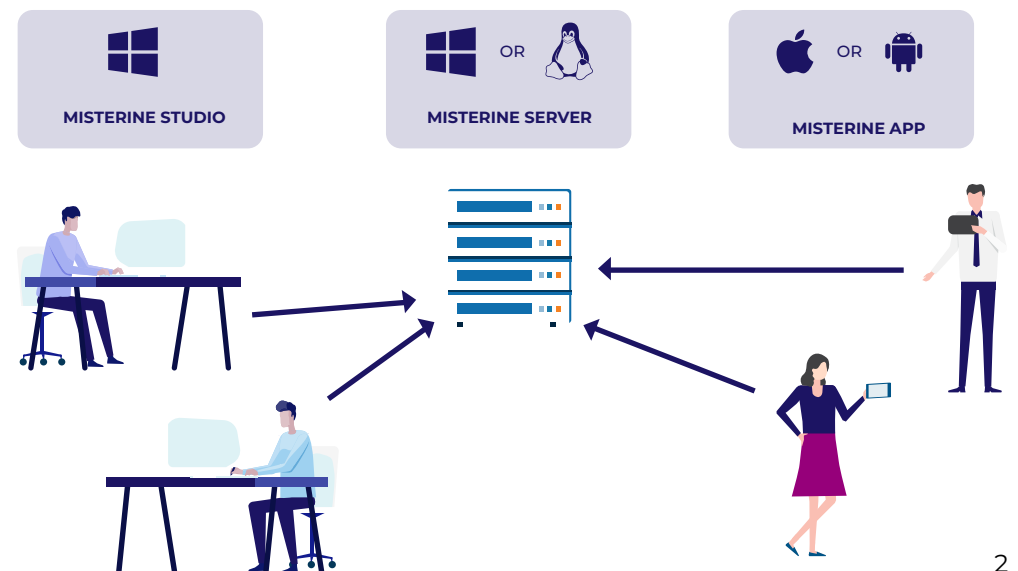 OR
OR
MISTERINE STUDIO
MISTERINE SERVER
MISTERINE APP
2